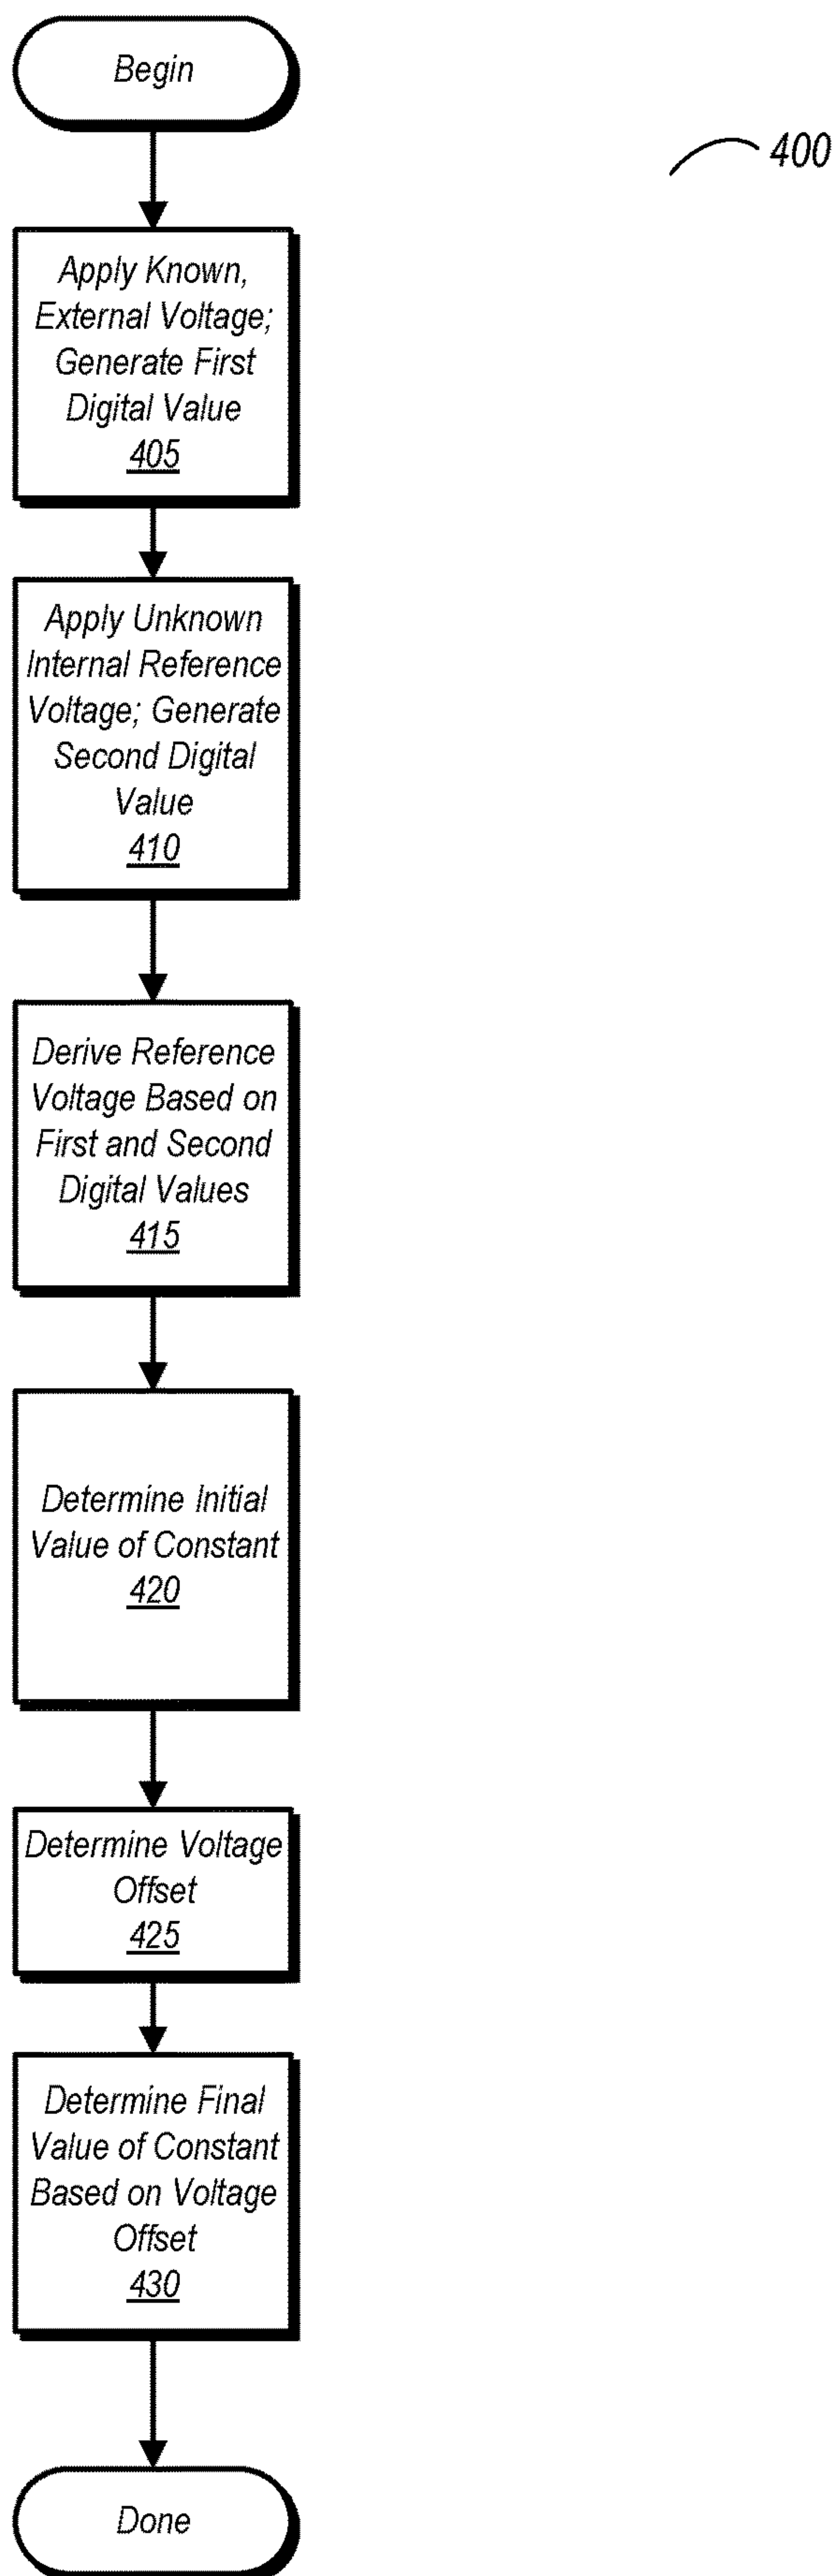 Begin
400
Apply Known,
External Voltage;
Generate First
Digital Value
405
Apply Unknown
Internal Reference
Voltage; Generate
Second Digital
Value
410
Derive Reference
Voltage Based on
First and Second
Digital Values
415
Determine Initial
Value of Constant
420
Determine Voltage
Offset
425
Determine Final
Value of Constant
Based on Voltage
Offset
430
Done